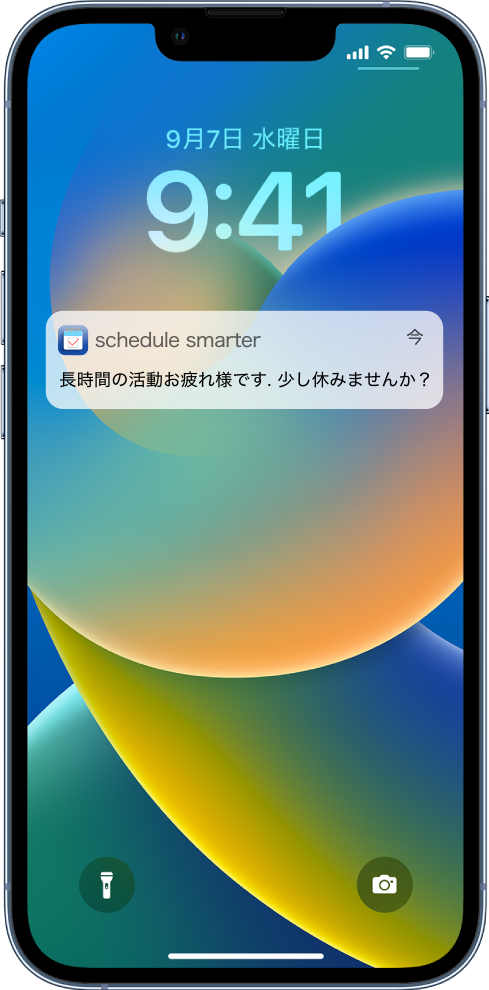 9月7日 水曜日
9:41
schedule smarter 今
長時間の活動お疲れ様です. 少し休みませんか？